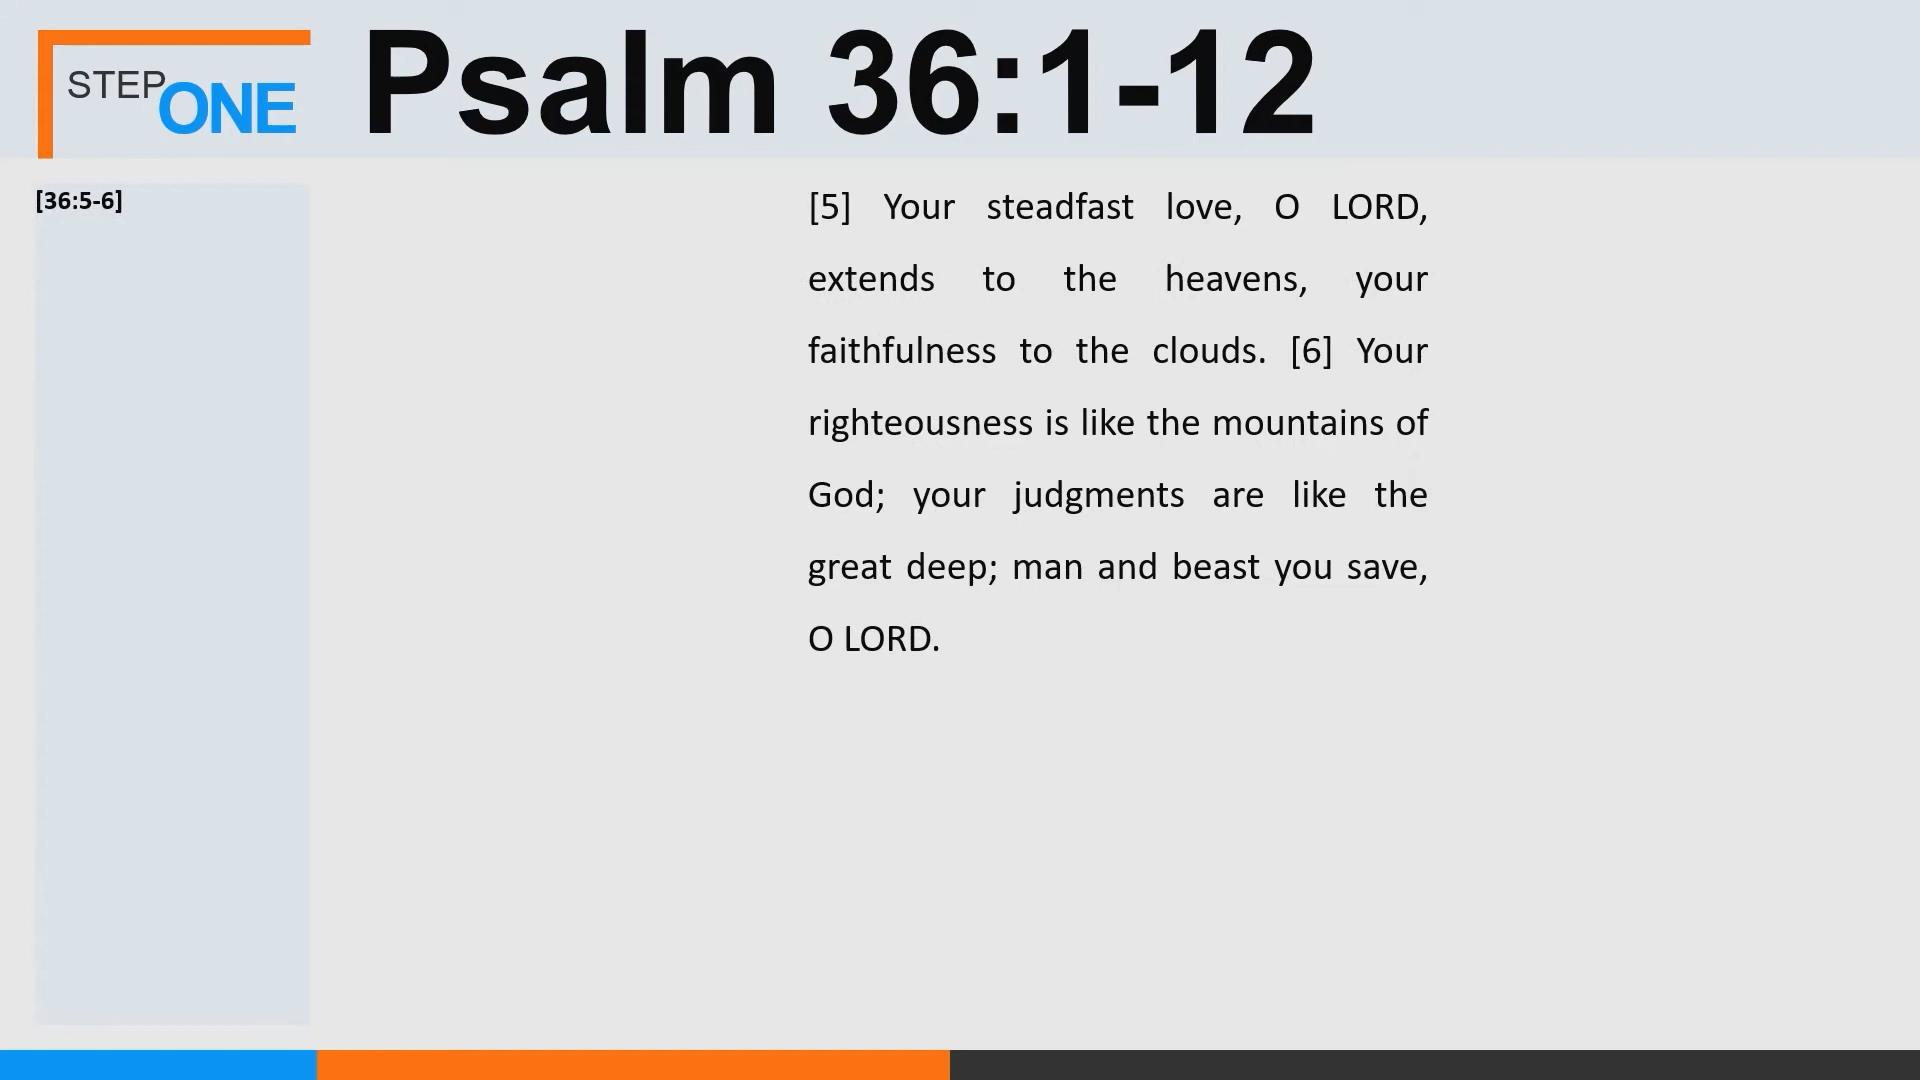 STEP ONE
Psalm 36:1-12
[36:5-6]
[5] Your steadfast love, O LORD,
extends to the heavens, your
faithfulness to the clouds. [6] Your
righteousness is like the mountains of
God; your judgments are like the
great deep; man and beast you save,
O LORD.